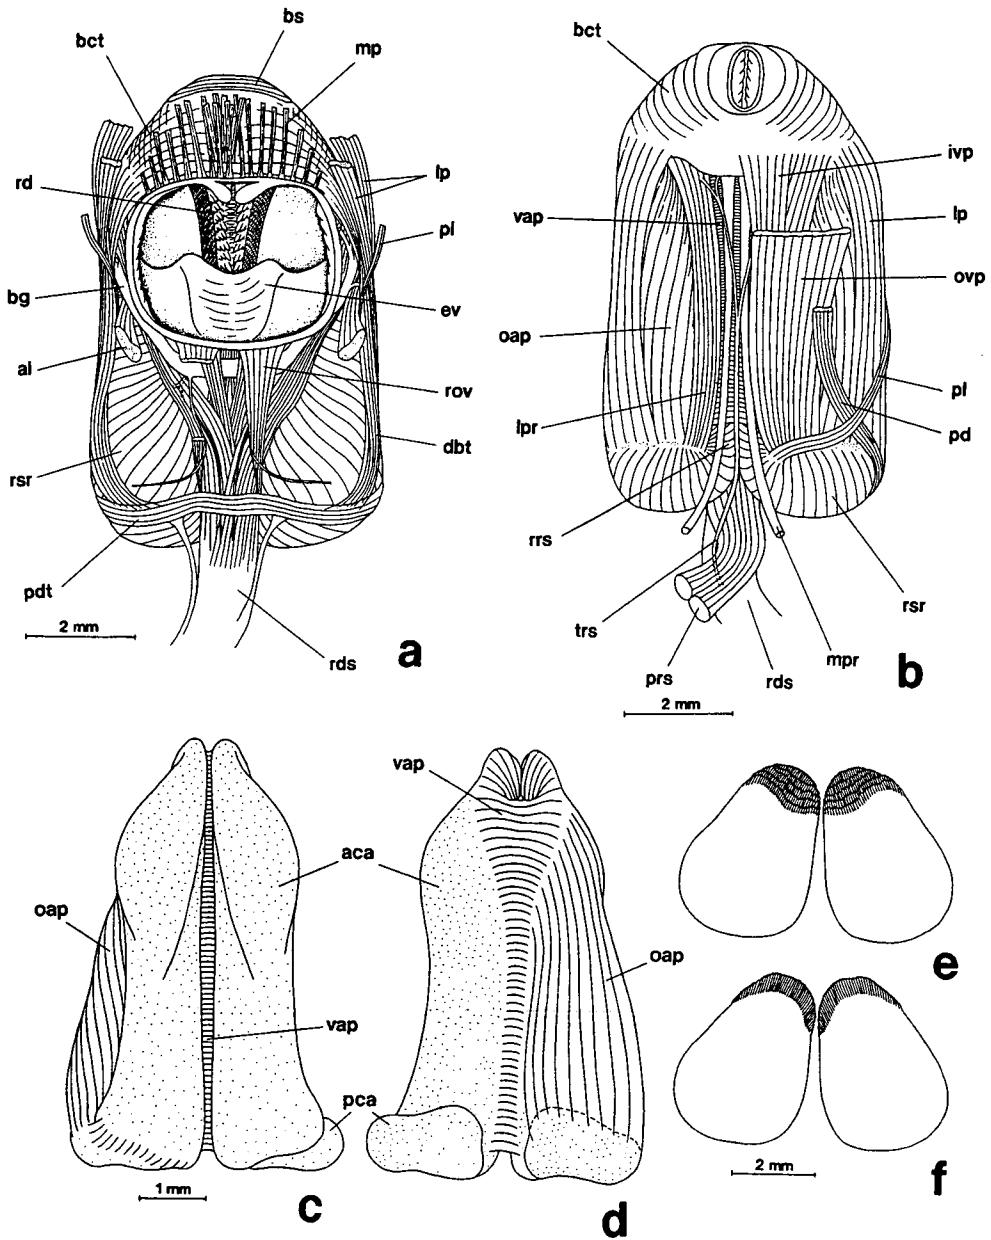 bs
bct
mp
rd
lp
pl
bg
ev
al
rov
rsr
dbt
pdt
2 mm
rds
a
bct
ivp
vap
lp
ovp
oap
pl
lpr
pd
rrs
trs
rsr
prs
rds
mpr
b
2 mm
vap
aca
oap
oap
vap
pca
1 mm
c
d
e
2 mm
f